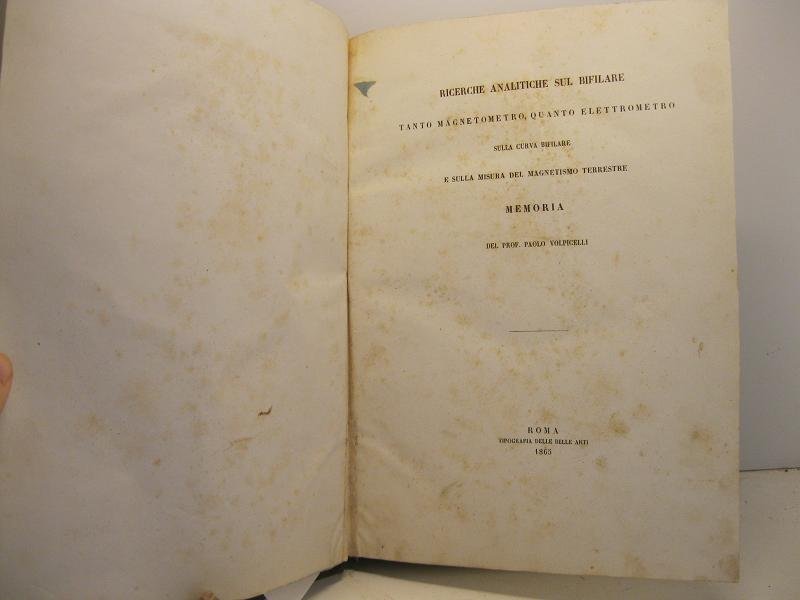 RICERCHE ANALITICHE SUL BIFILARE
TANTO MAGNETOMETRO, QUANTO ELETTROMETRO
SULLA CURVA BIFILARE
E SULLA MISURA DEL MAGNETISMO TERRESTRE
MEMORIA
DEL PROF. PAOLO VOLPICELLI
ROMA
TIPOGRAFIA DELLE BELLE ARTI
1865